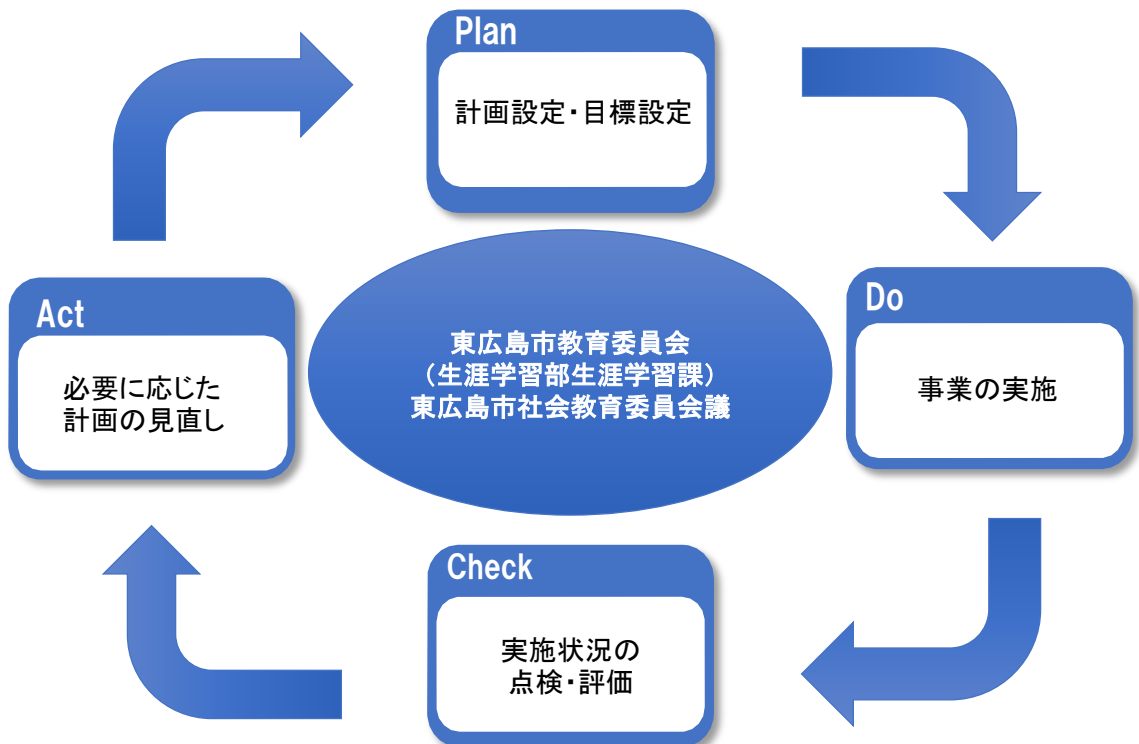 Plan
計画設定・目標設定
Do
事業の実施
Check
実施状況の
点検・評価
Act
必要に応じた
計画の見直し
東広島市教育委員会
（生涯学習部生涯学習課）
東広島市社会教育委員会議